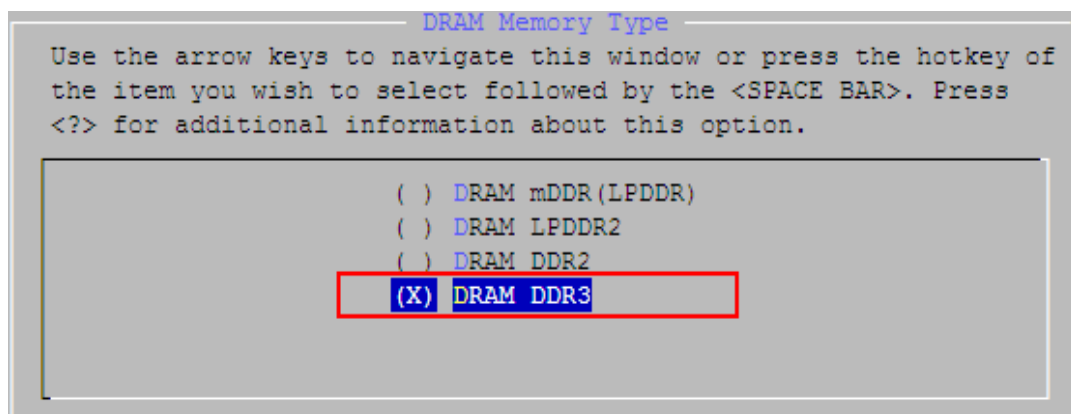 DRAM Memory Type
Use the arrow keys to navigate this window or press the hotkey of
the item you wish to select followed by the <SPACE BAR>. Press
<?> for additional information about this option.
( ) DRAM mDDR(LPDDR)
( ) DRAM LPDDR2
( ) DRAM DDR2
(X) DRAM DDR3